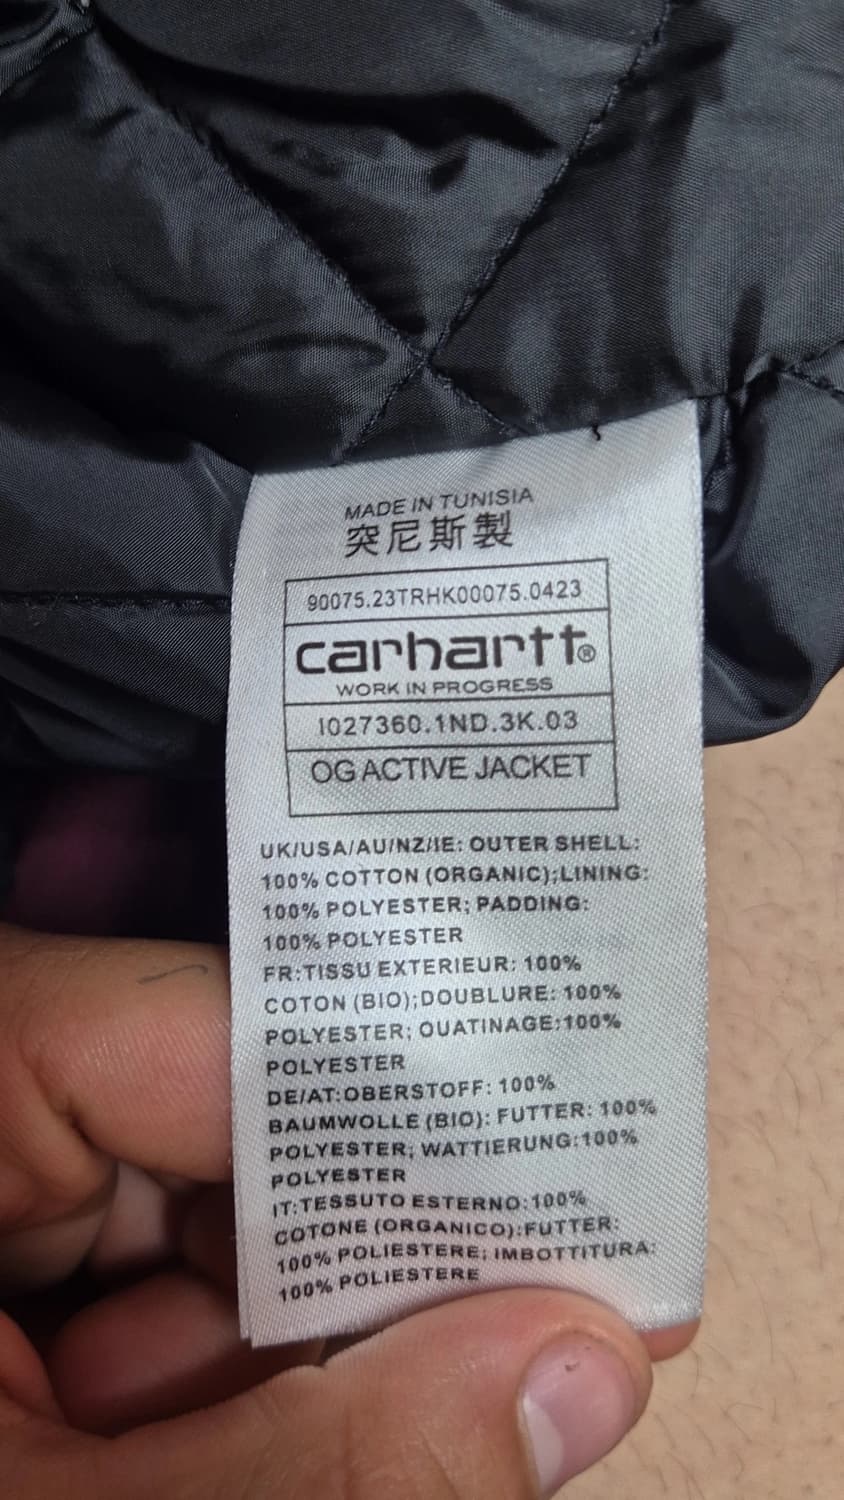 MADE IN TUNISIA
突尼斯製
90075.23TRHK00075.0423
carhartt®
WORK IN PROGRESS
I027360.1ND.3K.03
OG ACTIVE JACKET
UK/USA/AU/NZ/IE: OUTER SHELL:
100% COTTON (ORGANIC);LINING:
100% POLYESTER; PADDING:
100% POLYESTER
FR:TISSU EXTERIEUR: 100%
COTON (BIO);DOUBLURE: 100%
POLYESTER; OUATINAGE:100%
POLYESTER
DE/AT:OBERSTOFF: 100%
BAUMWOLLE (BIO): FUTTER: 100%
POLYESTER; WATTIERUNG:100%
POLYESTER
IT:TESSUTO ESTERNO:100%
COTONE (ORGANICO):FUTTER:
100% POLIESTERE; IMBOTTITURA:
100% POLIESTERE